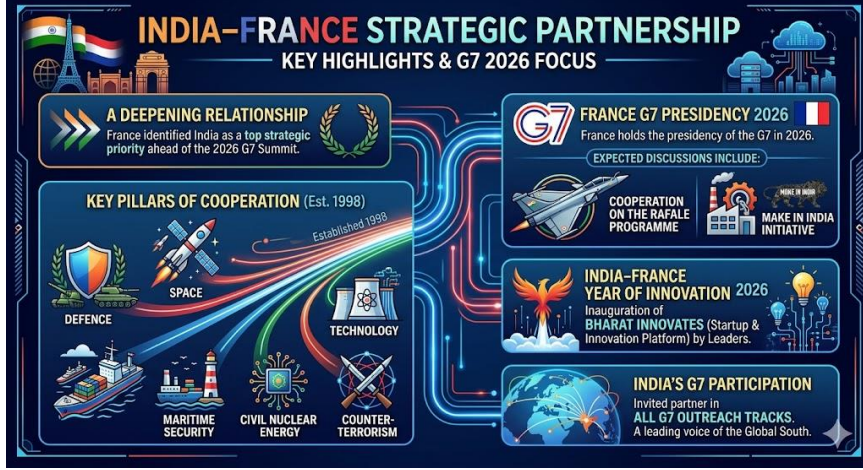 INDIA–FRANCE STRATEGIC PARTNERSHIP
KEY HIGHLIGHTS & G7 2026 FOCUS
A DEEPENING RELATIONSHIP
France identified India as a top strategic
priority ahead of the 2026 G7 Summit.
KEY PILLARS OF COOPERATION (Est. 1998)
Established 1998
DEFENCE
SPACE
TECHNOLOGY
MARITIME
SECURITY
CIVIL NUCLEAR
ENERGY
COUNTER-
TERRORISM
G7
FRANCE G7 PRESIDENCY 2026
France holds the presidency of the G7 in 2026.
EXPECTED DISCUSSIONS INCLUDE:
COOPERATION
ON THE RAFALE
PROGRAMME
MAKE IN INDIA
INITIATIVE
INDIA–FRANCE
YEAR OF INNOVATION 2026
Inauguration of
BHARAT INNOVATES (Startup &
Innovation Platform) by Leaders.
INDIA'S G7 PARTICIPATION
Invited partner in
ALL G7 OUTREACH TRACKS.
A leading voice of the Global South.